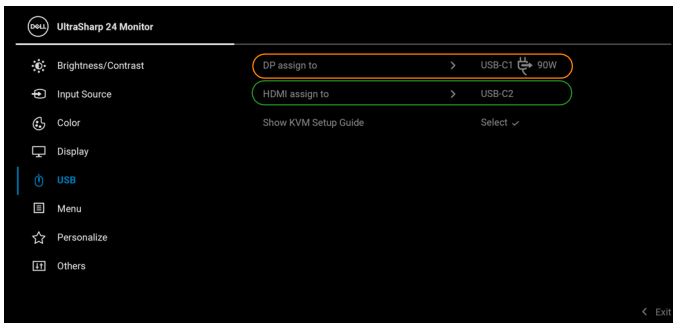 DELL UltraSharp 24 Monitor
Brightness/Contrast
DP assign to > USB-C1 90W
Input Source
HDMI assign to > USB-C2
Color
Show KVM Setup Guide Select ✓
Display
USB
Menu
Personalize
Others
< Exit